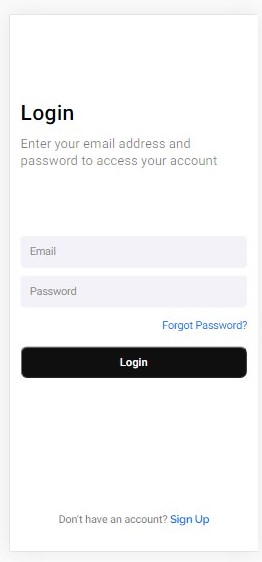 Login
Enter your email address and
password to access your account
Email
Password
Forgot Password?
Login
Don't have an account? Sign Up